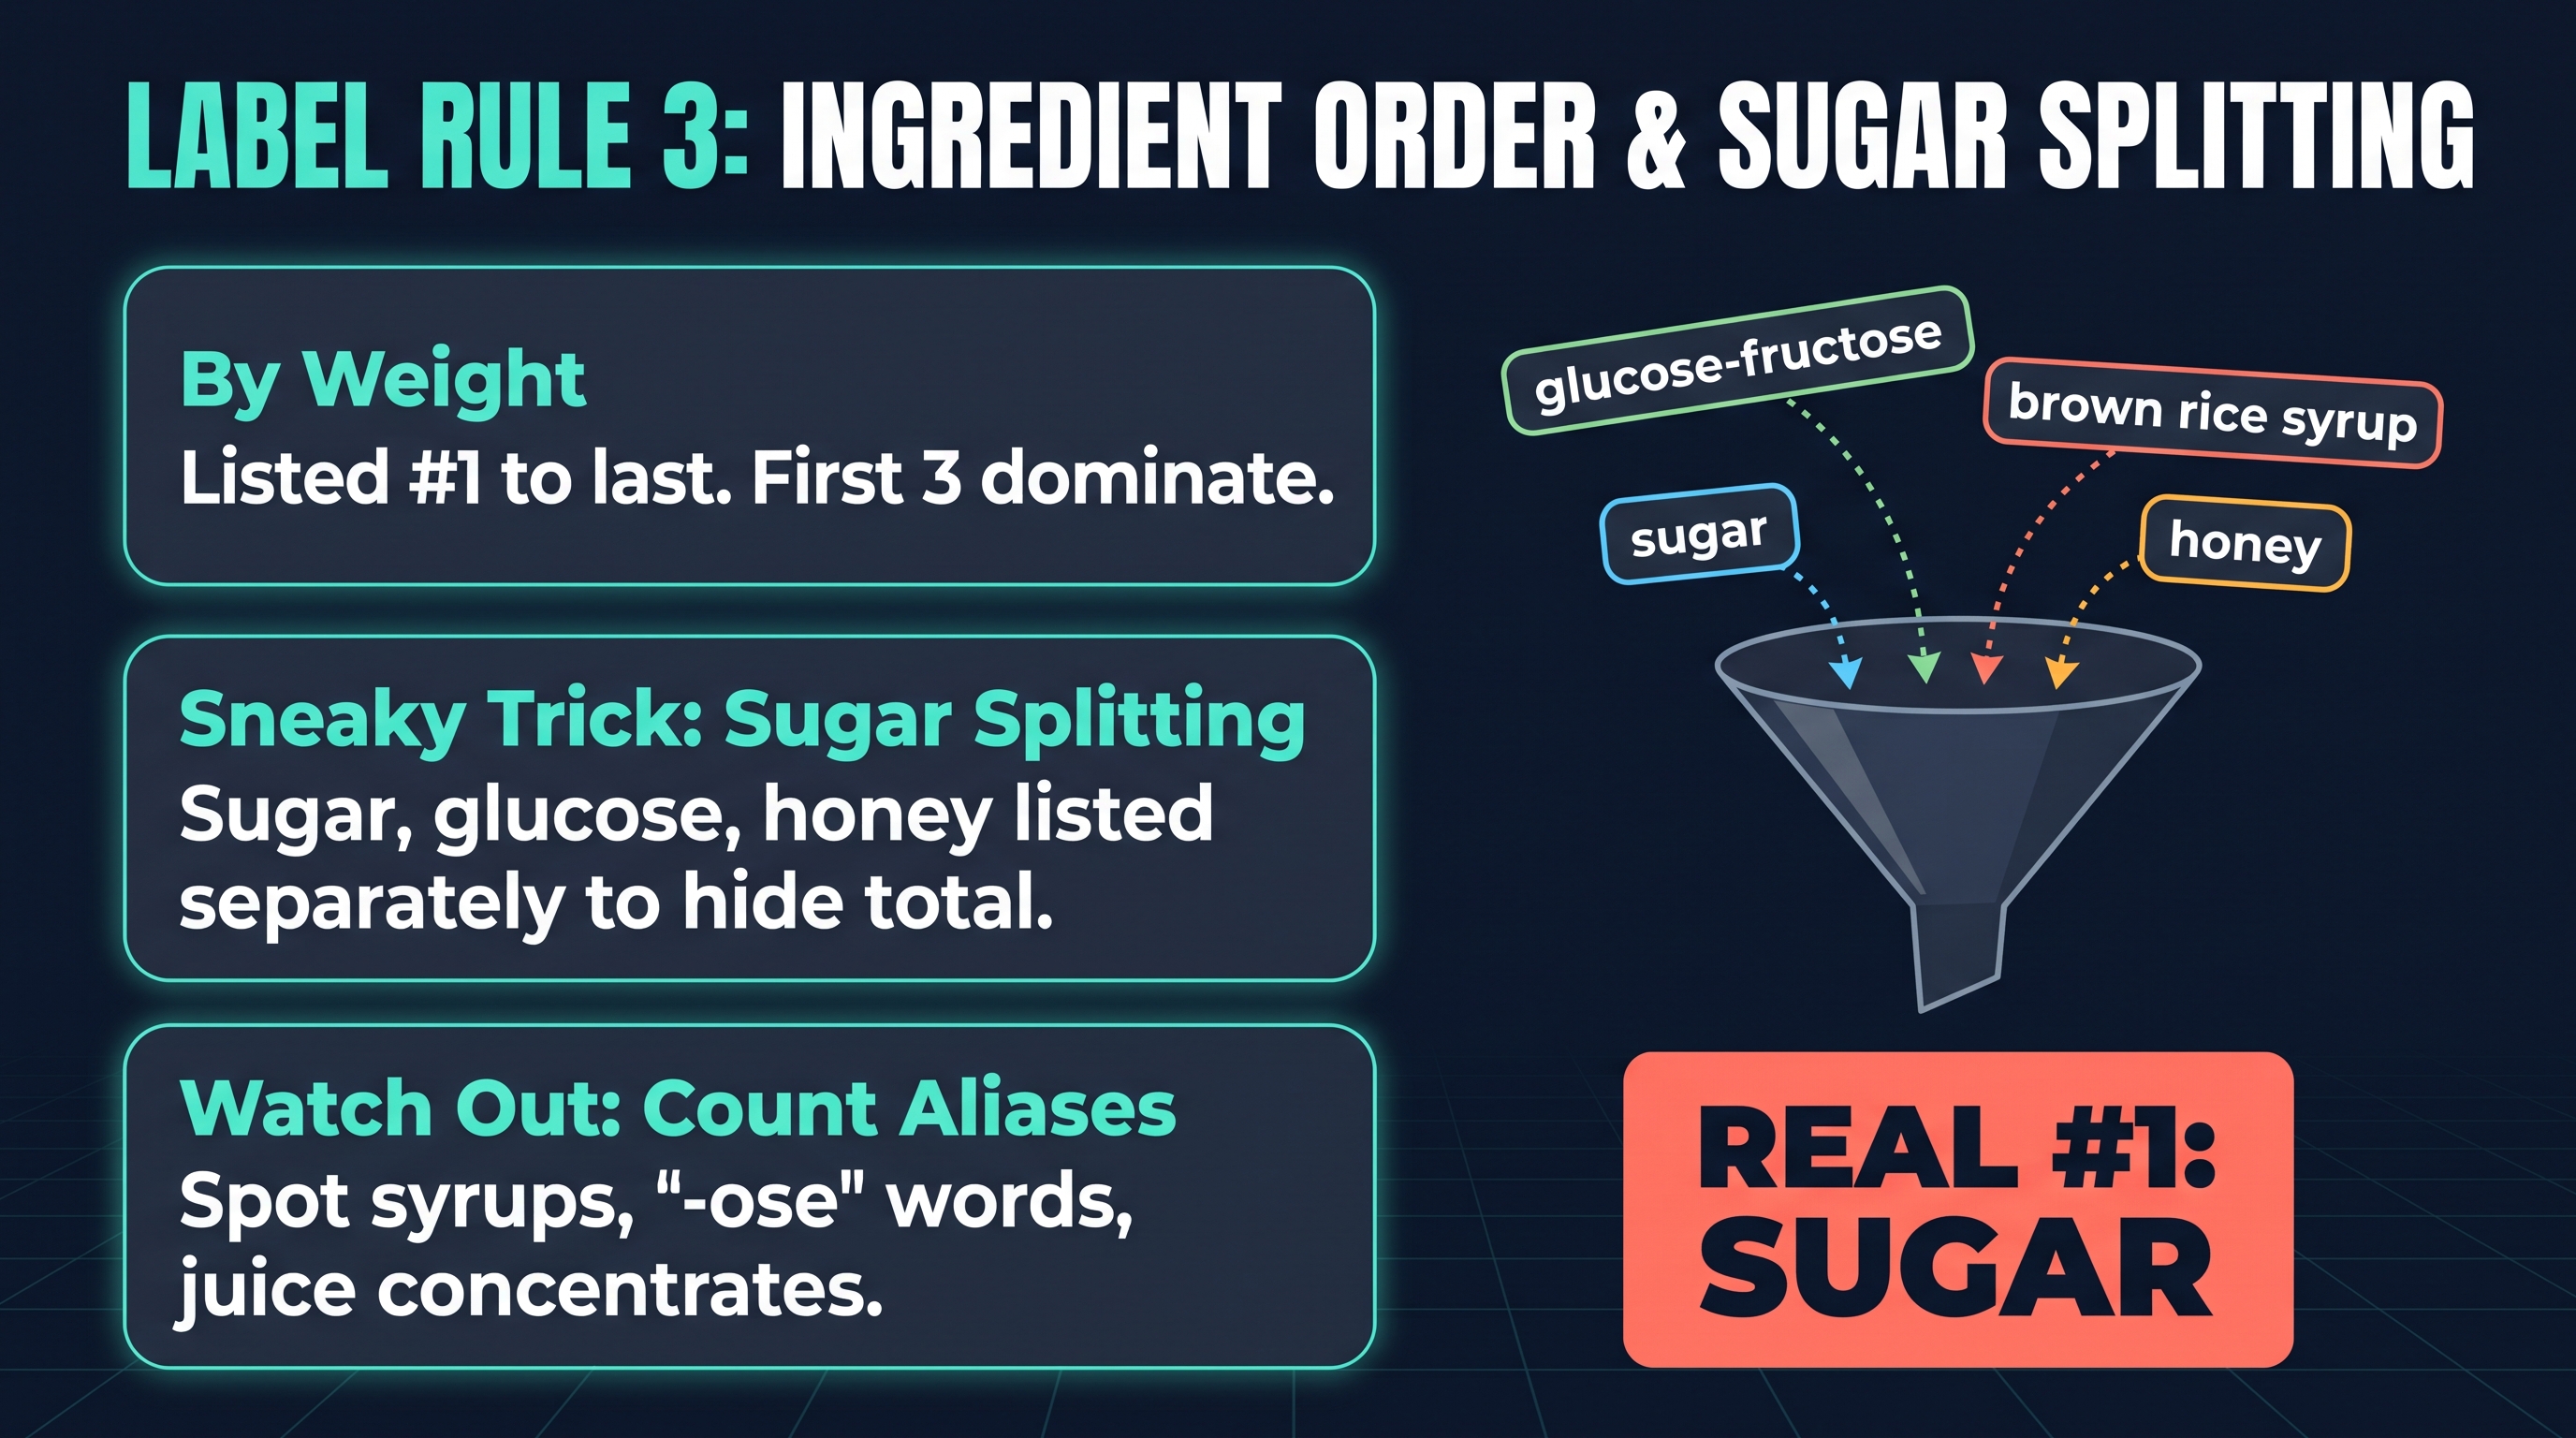 LABEL RULE 3: INGREDIENT ORDER & SUGAR SPLITTING
By Weight
Listed #1 to last. First 3 dominate.
Sneaky Trick: Sugar Splitting
Sugar, glucose, honey listed
separately to hide total.
Watch Out: Count Aliases
Spot syrups, “-ose" words,
juice concentrates.
glucose-fructose
brown rice syrup
sugar
honey
REAL #1:
SUGAR